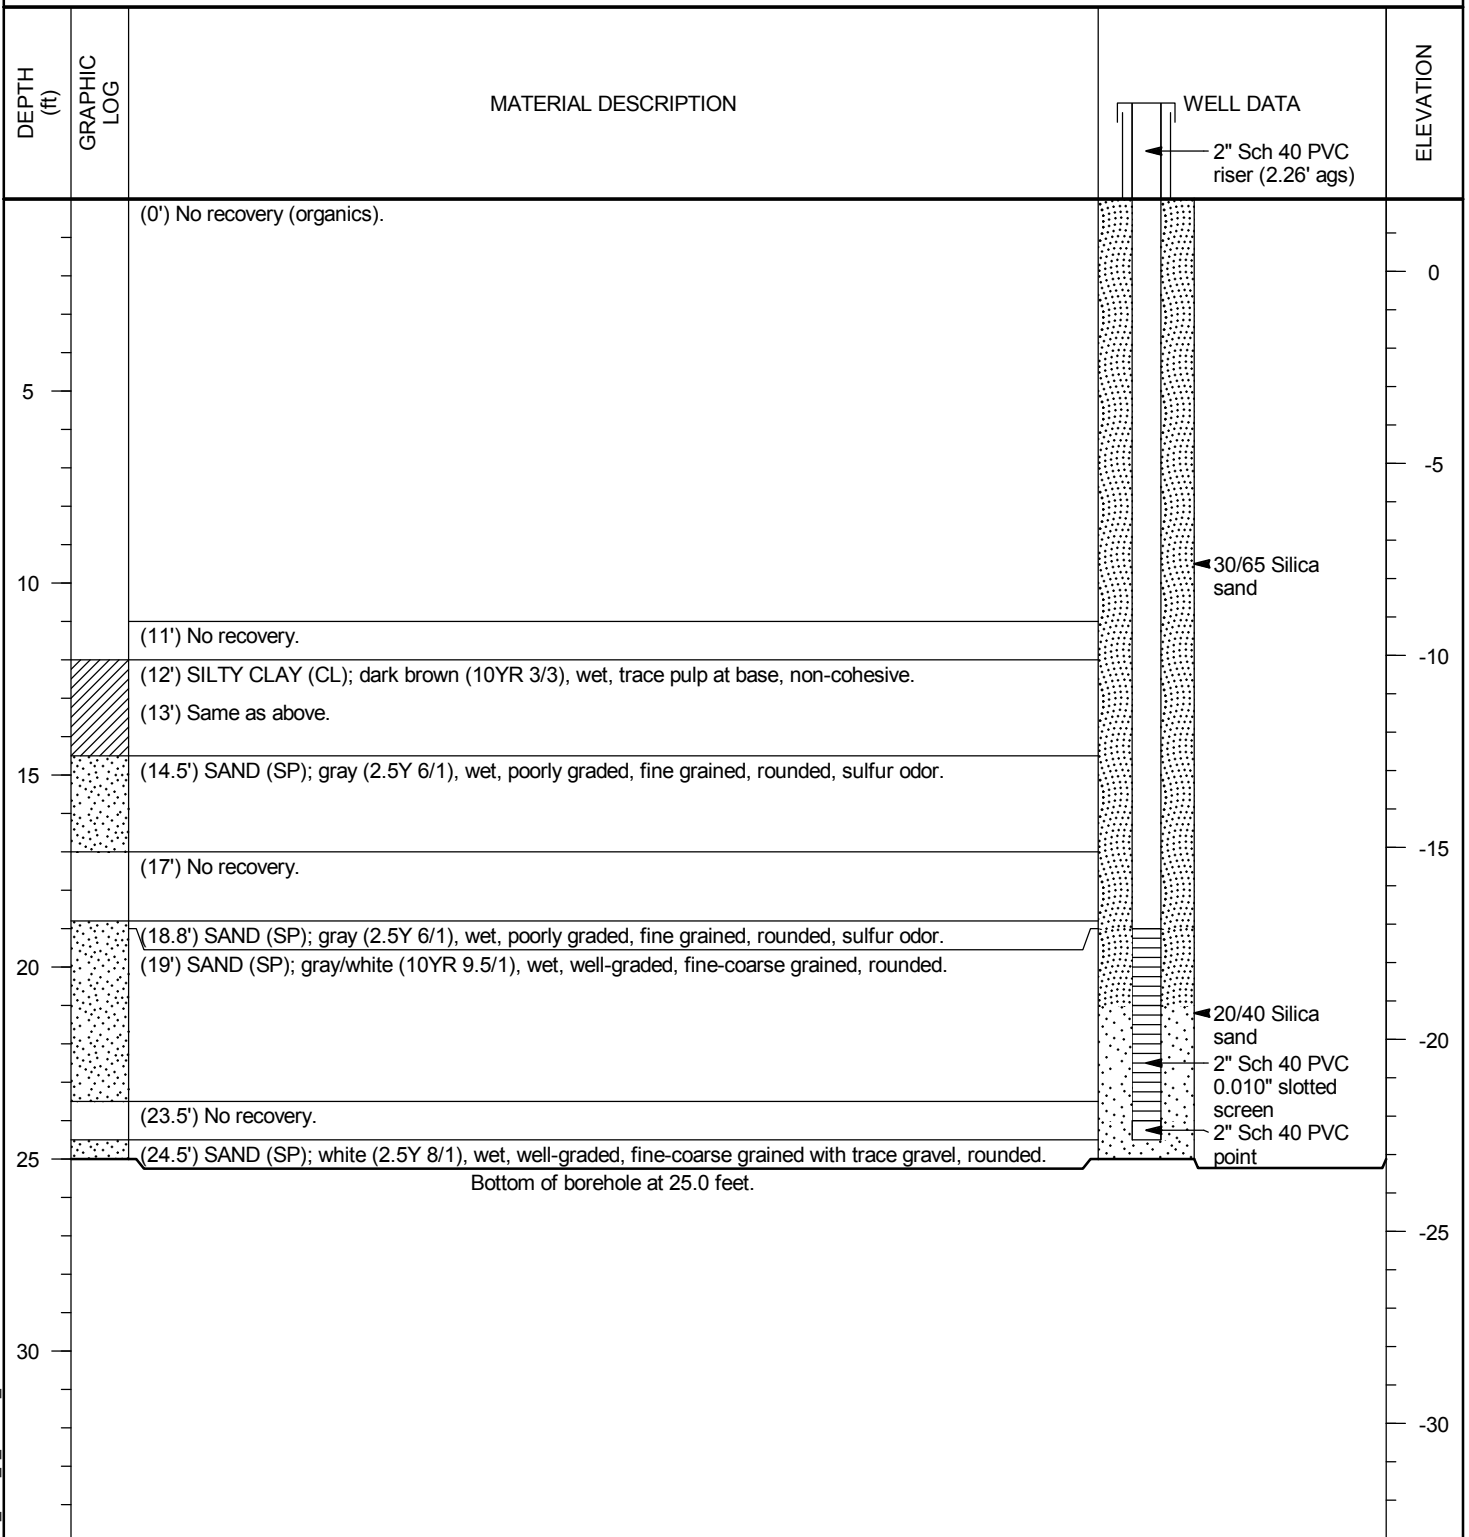 DEPTH
(ft)
GRAPHIC
LOG
MATERIAL DESCRIPTION
WELL DATA
ELEVATION
2" Sch 40 PVC
riser (2.26' ags)
(0') No recovery (organics).
0
5
-5
30/65 Silica
sand
10
(11') No recovery.
-10
(12') SILTY CLAY (CL); dark brown (10YR 3/3), wet, trace pulp at base, non-cohesive.
(13') Same as above.
(14.5') SAND (SP); gray (2.5Y 6/1), wet, poorly graded, fine grained, rounded, sulfur odor.
15
-15
(17') No recovery.
(18.8') SAND (SP); gray (2.5Y 6/1), wet, poorly graded, fine grained, rounded, sulfur odor.
20
(19') SAND (SP); gray/white (10YR 9.5/1), wet, well-graded, fine-coarse grained, rounded.
20/40 Silica
sand
-20
2" Sch 40 PVC
0.010" slotted
screen
(23.5') No recovery.
2" Sch 40 PVC
point
(24.5') SAND (SP); white (2.5Y 8/1), wet, well-graded, fine-coarse grained with trace gravel, rounded.
25
Bottom of borehole at 25.0 feet.
-25
30
-30